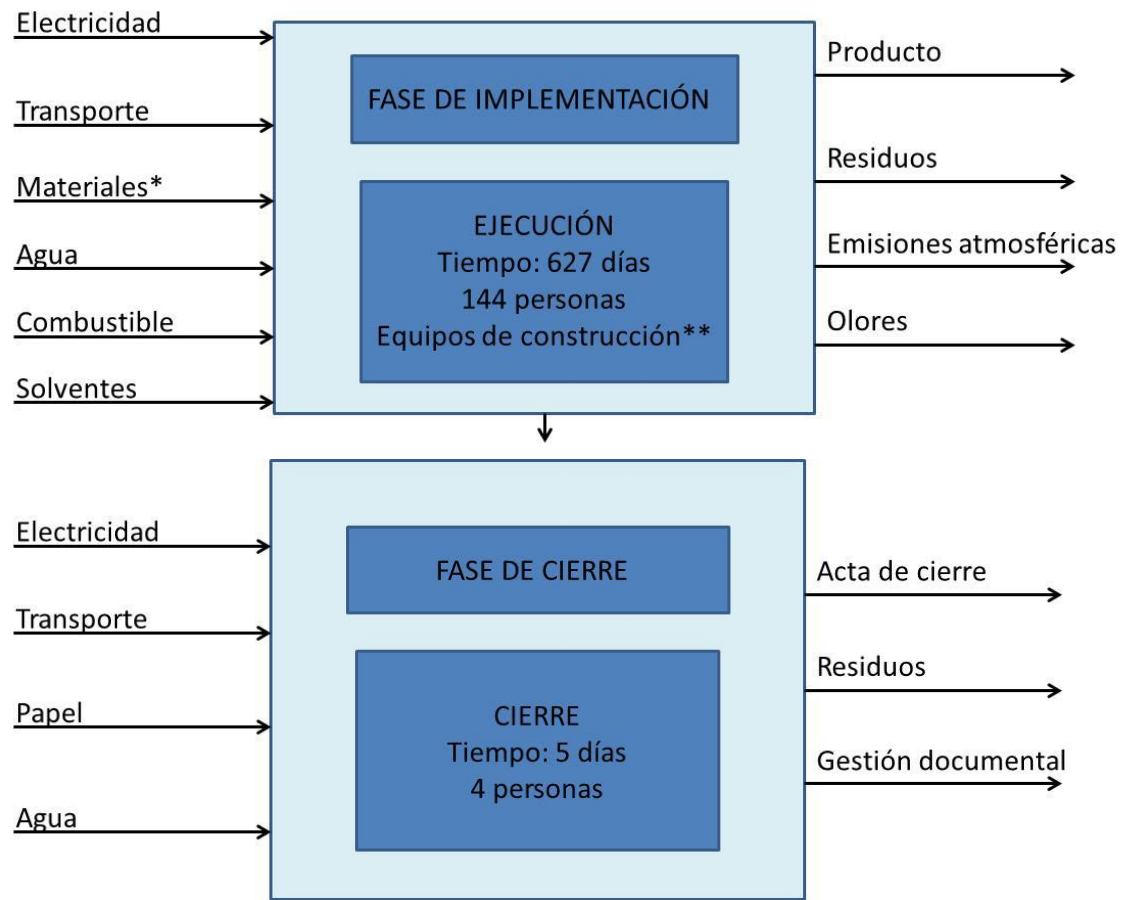 Electricidad
Transporte
Materiales*
Agua
Combustible
Solventes
FASE DE IMPLEMENTACIÓN
EJECUCIÓN
Tiempo: 627 días
144 personas
Equipos de construcción**
Producto
Residuos
Emisiones atmosféricas
Olores
Electricidad
Transporte
Papel
Agua
FASE DE CIERRE
CIERRE
Tiempo: 5 días
4 personas
Acta de cierre
Residuos
Gestión documental